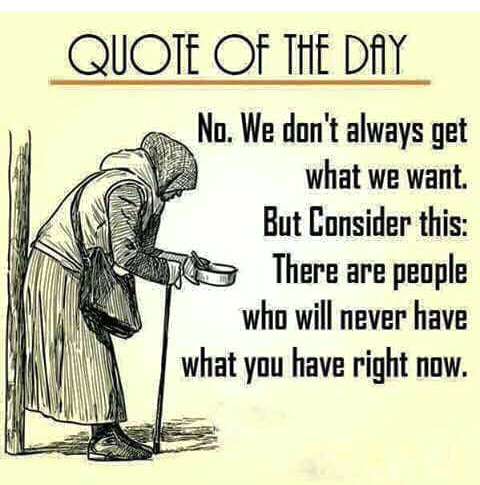 QUOTE OF THE DAY
No. We don't always get
what we want.
But Consider this:
There are people
who will never have
what you have right now.